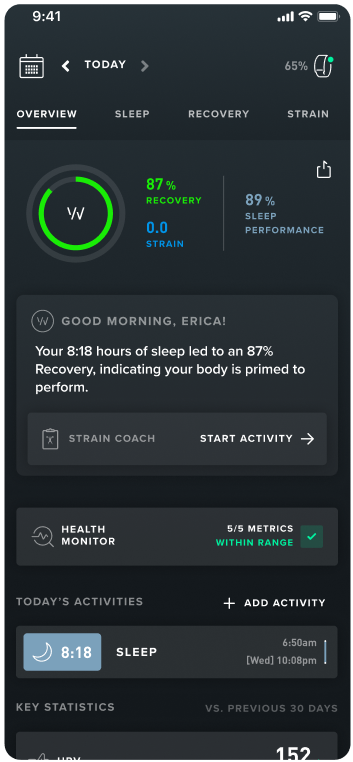 9:41
TODAY
65%
OVERVIEW SLEEP RECOVERY STRAIN
87%
RECOVERY
0.0
STRAIN
89%
SLEEP
PERFORMANCE
W
W
GOOD MORNING, ERICA!
Your 8:18 hours of sleep led to an 87%
Recovery, indicating your body is primed to
perform.
STRAIN COACH START ACTIVITY
HEALTH
MONITOR
5/5 METRICS
WITHIN RANGE
TODAY'S ACTIVITIES + ADD ACTIVITY
8:18 SLEEP
6:50am
[Wed] 10:08pm
KEY STATISTICS VS. PREVIOUS 30 DAYS
HRV 152